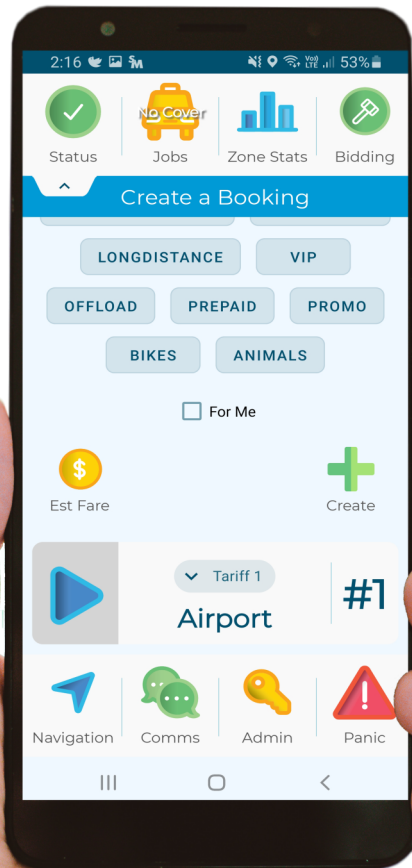 2:16 53%
No Cover
Status Jobs Zone Stats Bidding
Create a Booking
LONGDISTANCE VIP
OFFLOAD PREPAID PROMO
BIKES ANIMALS
For Me
$
Est Fare Create
Tariff 1
Airport #1
Navigation Comms Admin Panic